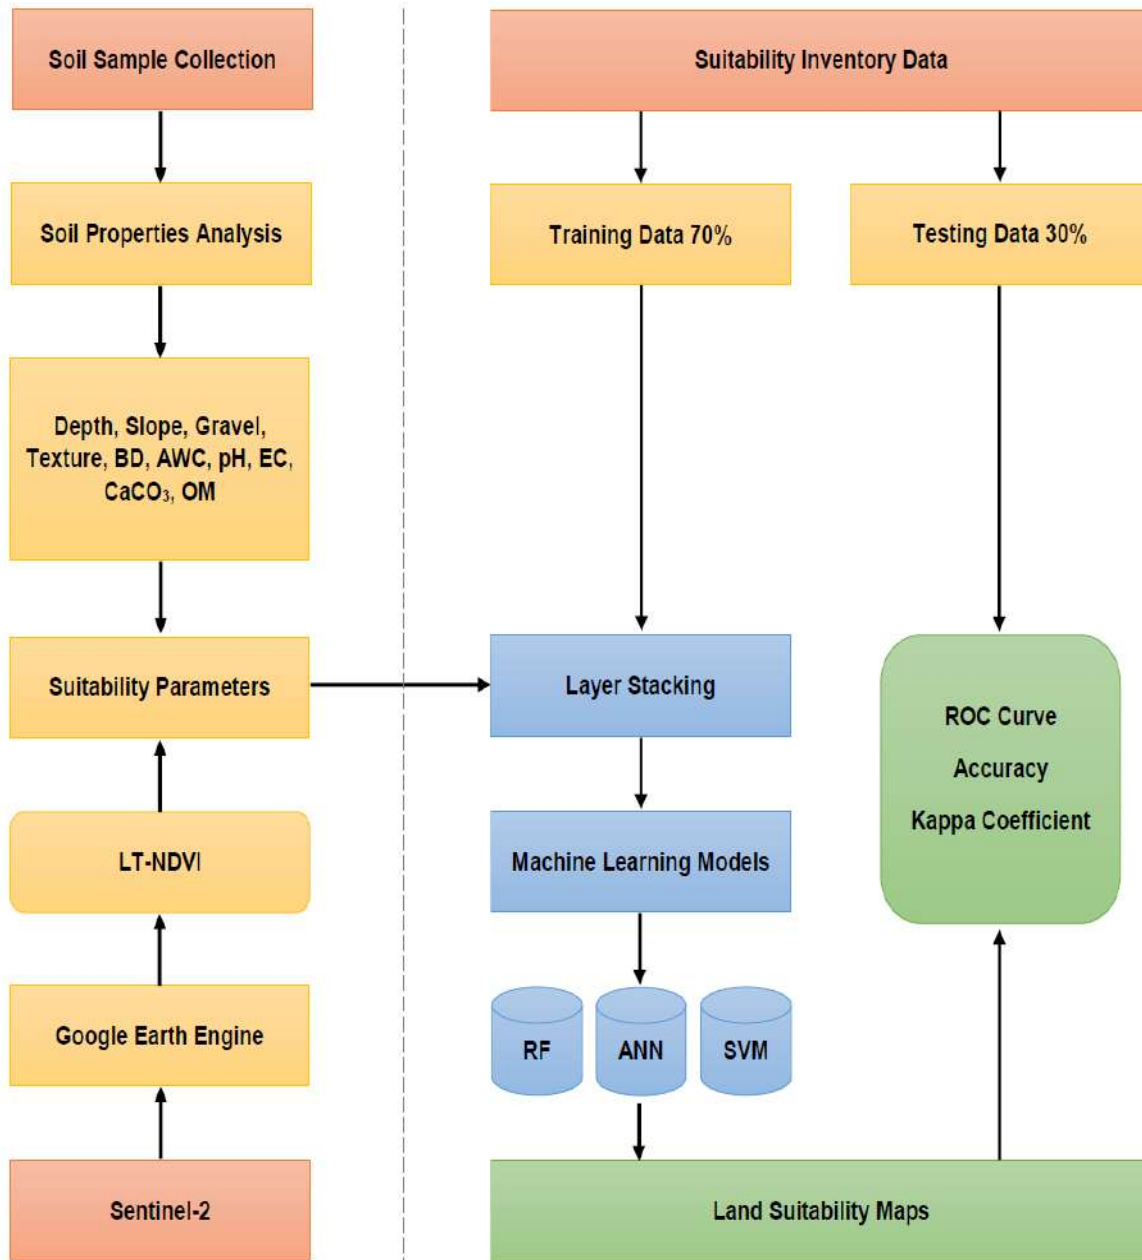 Soil Sample Collection
Soil Properties Analysis
Depth, Slope, Gravel,
Texture, BD, AWC, pH, EC,
CaCO₃, OM
Suitability Parameters
LT-NDVI
Google Earth Engine
Sentinel-2
Suitability Inventory Data
Training Data 70%
Testing Data 30%
Layer Stacking
Machine Learning Models
RF
ANN
SVM
ROC Curve
Accuracy
Kappa Coefficient
Land Suitability Maps